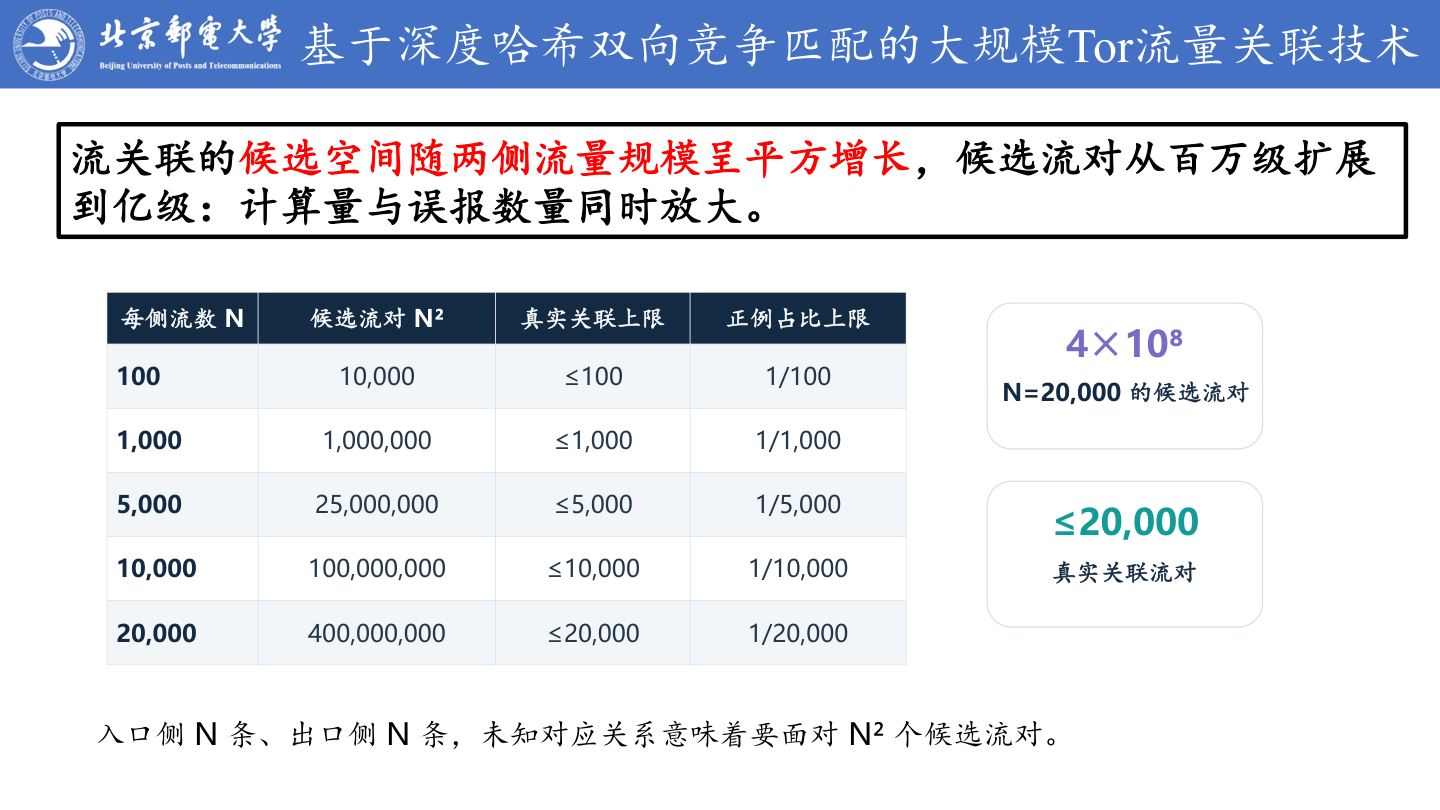 北京郵電大學
Beijing University of Posts and Telecommunications
基于深度哈希双向竞争匹配的大规模Tor流量关联技术
流关联的候选空间随两侧流量规模呈平方增长，候选流对从百万级扩展
到亿级：计算量与误报数量同时放大。
每侧流数 N 候选流对 N² 真实关联上限 正例占比上限
100 10,000 ≤100 1/100
1,000 1,000,000 ≤1,000 1/1,000
5,000 25,000,000 ≤5,000 1/5,000
10,000 100,000,000 ≤10,000 1/10,000
20,000 400,000,000 ≤20,000 1/20,000
4×10⁸
N=20,000 的候选流对
≤20,000
真实关联流对
入口侧 N 条、出口侧 N 条，未知对应关系意味着要面对 N² 个候选流对。